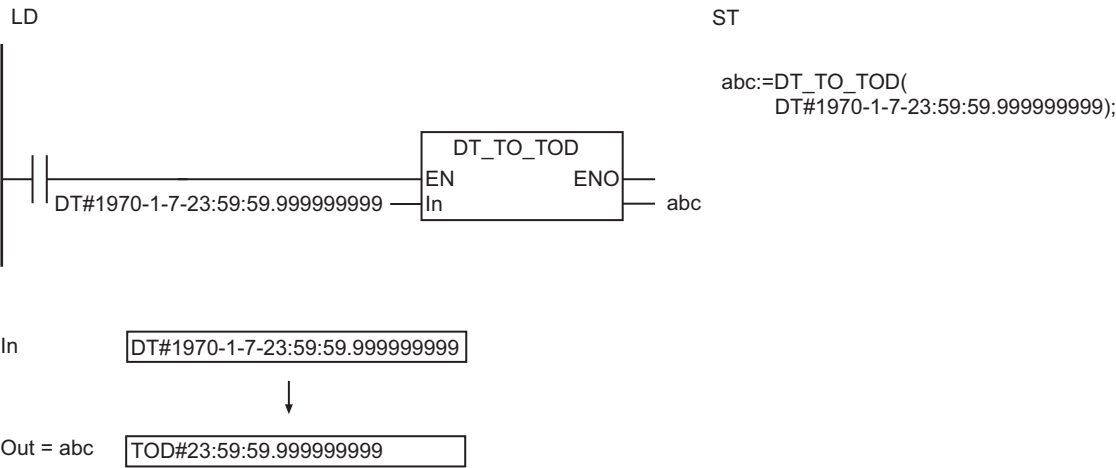 LD
ST
abc:=DT_TO_TOD(
DT#1970-1-7-23:59:59.999999999);
DT_TO_TOD
EN ENO
DT#1970-1-7-23:59:59.999999999 In abc
In DT#1970-1-7-23:59:59.999999999
Out = abc TOD#23:59:59.999999999